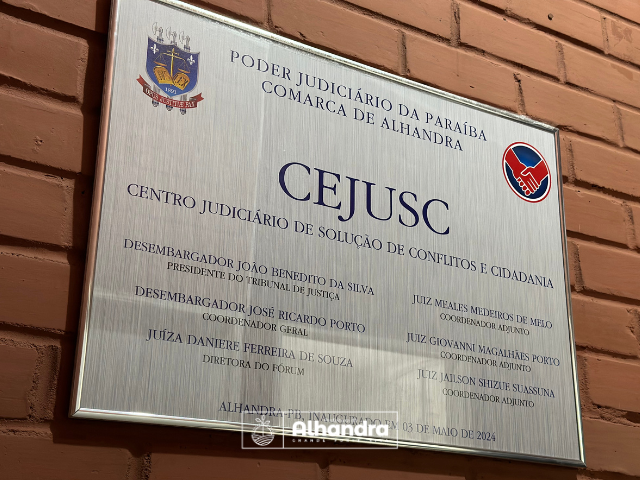 PODER JUDICIÁRIO DA PARAÍBA
COMARCA DE ALHANDRA
1891
CEJUSC
CENTRO JUDICIÁRIO DE SOLUÇÃO DE CONFLITOS E CIDADANIA
DESEMBARGADOR JOÃO BENEDITO DA SILVA
PRESIDENTE DO TRIBUNAL DE JUSTIÇA
DESEMBARGADOR JOSÉ RICARDO PORTO
COORDENADOR GERAL
JUÍZA DANIERE FERREIRA DE SOUZA
DIRETORA DO FÓRUM
JUIZ MEALES MEDEIROS DE MELO
COORDENADOR ADJUNTO
JUIZ GIOVANNI MAGALHÃES PORTO
COORDENADOR ADJUNTO
JUIZ JAILSON SHIZUE SUASSUNA
COORDENADOR ADJUNTO
ALHANDRA-PB, INAUGURADO EM 03 DE MAIO DE 2024
Alhandra